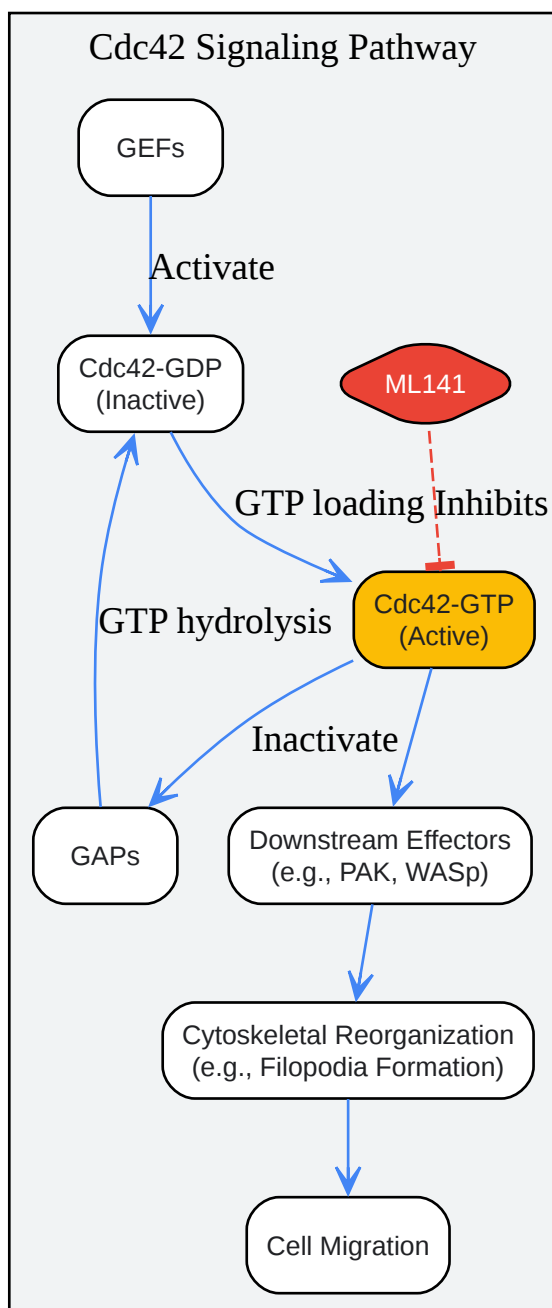 Cdc42 Signaling Pathway
GEFs
Activate
Cdc42-GDP
(Inactive)
ML141
GTP loading
Inhibits
Cdc42-GTP
(Active)
GTP hydrolysis
Inactivate
GAPs
Downstream Effectors
(e.g., PAK, WASp)
Cytoskeletal Reorganization
(e.g., Filopodia Formation)
Cell Migration